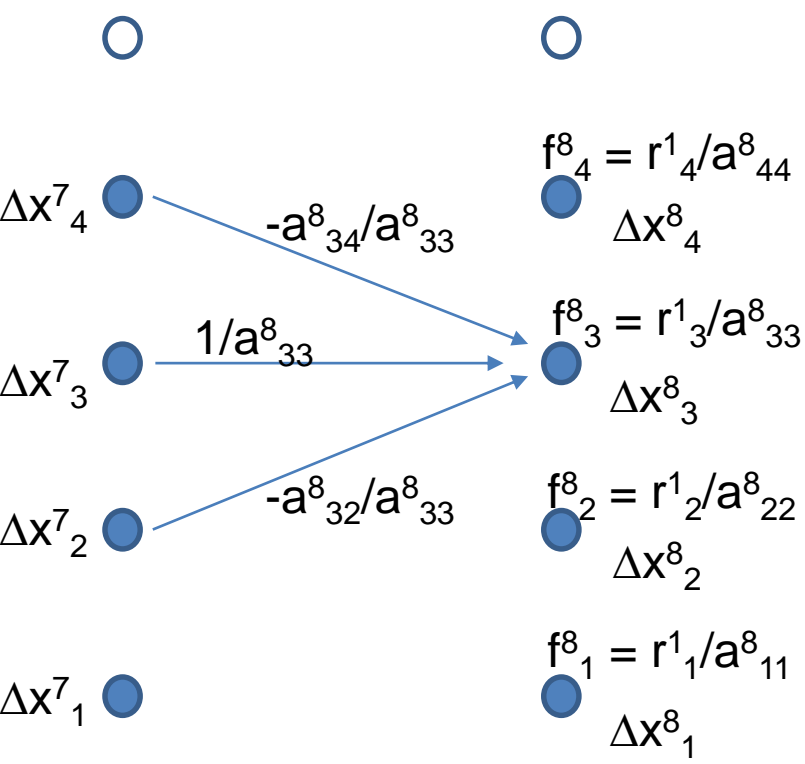 f⁸₄ = r¹₄/a⁸₄₄
Δx⁷₄
-a⁸₃₄/a⁸₃₃
Δx⁸₄
f⁸₃ = r¹₃/a⁸₃₃
1/a⁸₃₃
Δx⁷₃
Δx⁸₃
-a⁸₃₂/a⁸₃₃
f⁸₂ = r¹₂/a⁸₂₂
Δx⁷₂
Δx⁸₂
f⁸₁ = r¹₁/a⁸₁₁
Δx⁷₁
Δx⁸₁